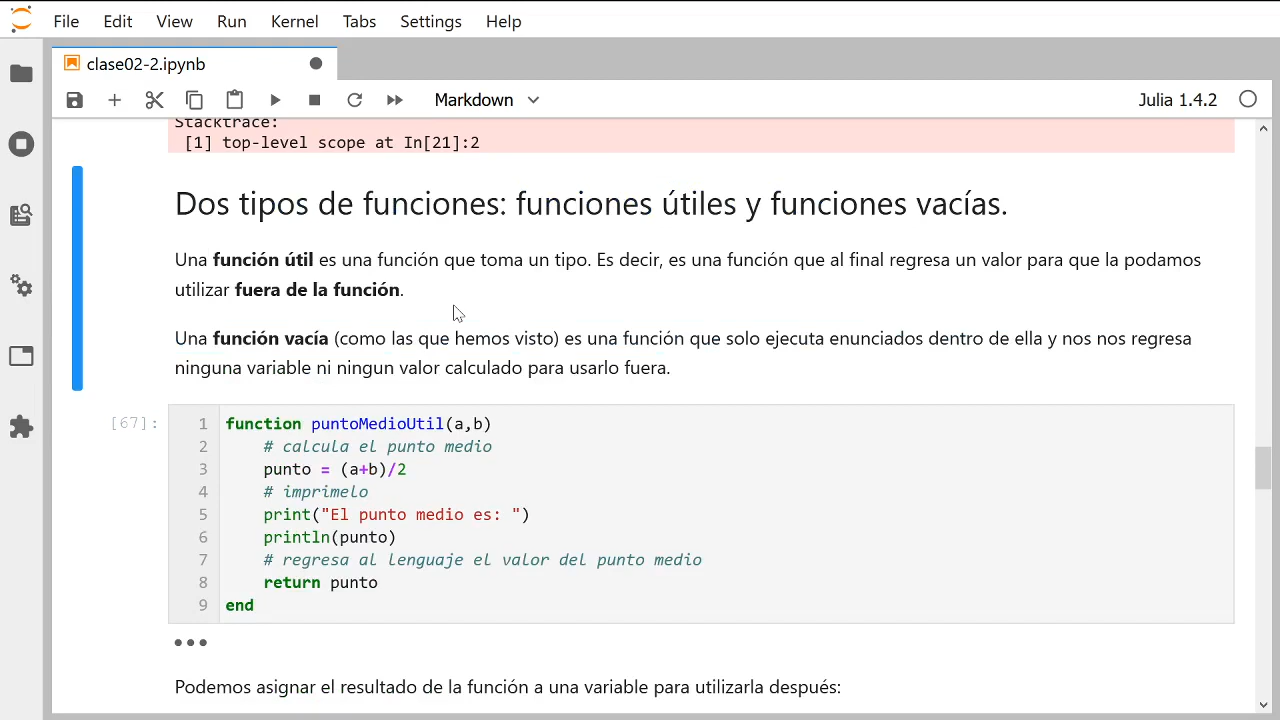 File Edit View Run Kernel Tabs Settings Help
clase02-2.ipynb
Markdown
Julia 1.4.2
Stacktrace:
[1] top-level scope at In[21]:2
Dos tipos de funciones: funciones útiles y funciones vacías.
Una función útil es una función que toma un tipo. Es decir, es una función que al final regresa un valor para que la podamos
utilizar fuera de la función.
Una función vacía (como las que hemos visto) es una función que solo ejecuta enunciados dentro de ella y nos nos regresa
ninguna variable ni ningun valor calculado para usarlo fuera.
[67]:
1 function puntoMedioUtil(a,b)
2 # calcula el punto medio
3 punto = (a+b)/2
4 # imprimelo
5 print("El punto medio es: ")
6 println(punto)
7 # regresa al lenguaje el valor del punto medio
8 return punto
9 end
Podemos asignar el resultado de la función a una variable para utilizarla después: